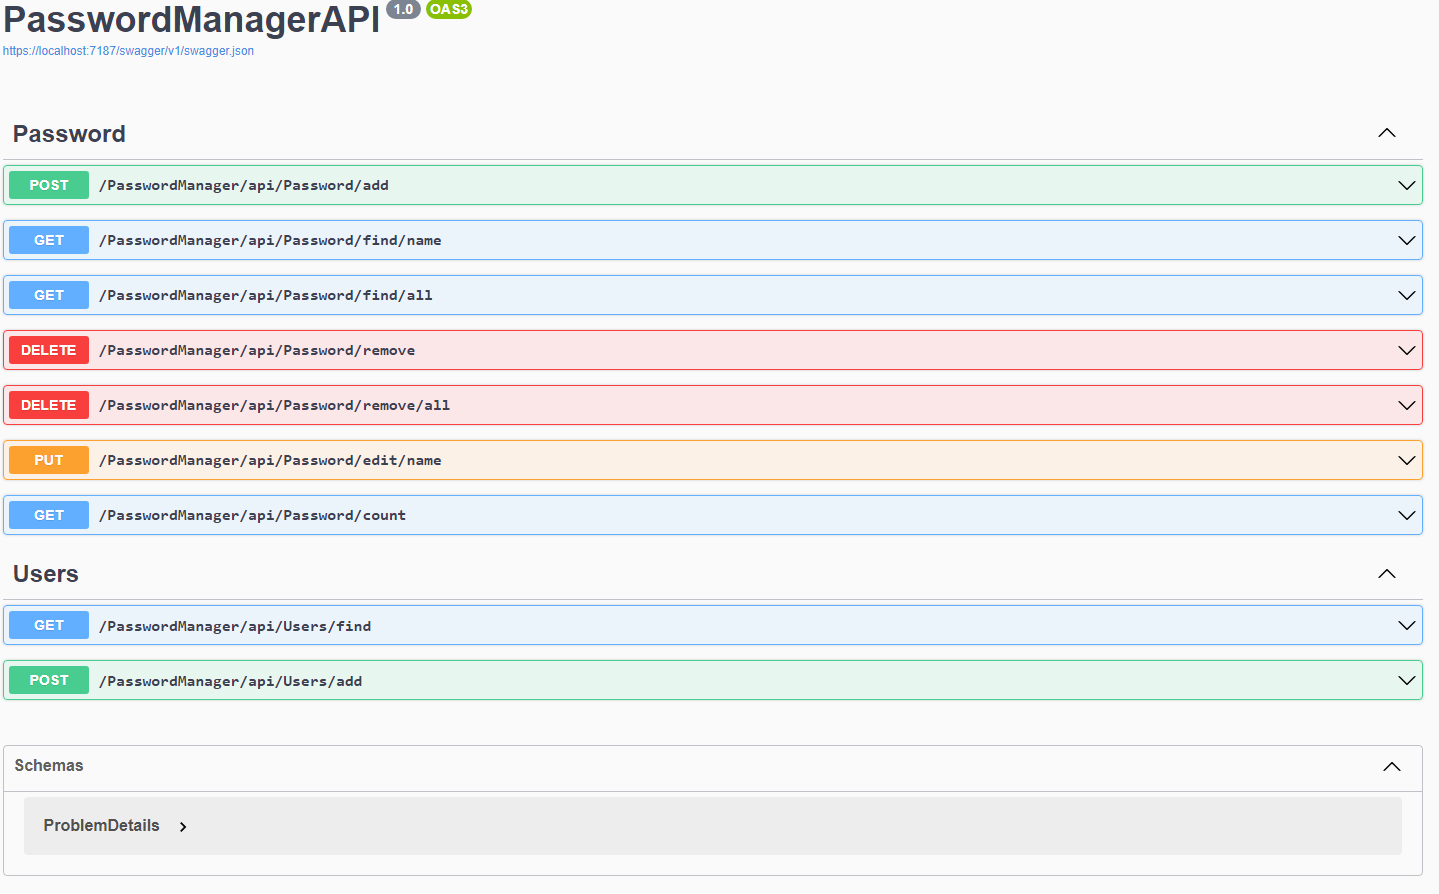 PasswordManagerAPI 1.0 OAS3
https://localhost:7187/swagger/v1/swagger.json
Password
POST /PasswordManager/api/Password/add
GET /PasswordManager/api/Password/find/name
GET /PasswordManager/api/Password/find/all
DELETE /PasswordManager/api/Password/remove
DELETE /PasswordManager/api/Password/remove/all
PUT /PasswordManager/api/Password/edit/name
GET /PasswordManager/api/Password/count
Users
GET /PasswordManager/api/Users/find
POST /PasswordManager/api/Users/add
Schemas
ProblemDetails